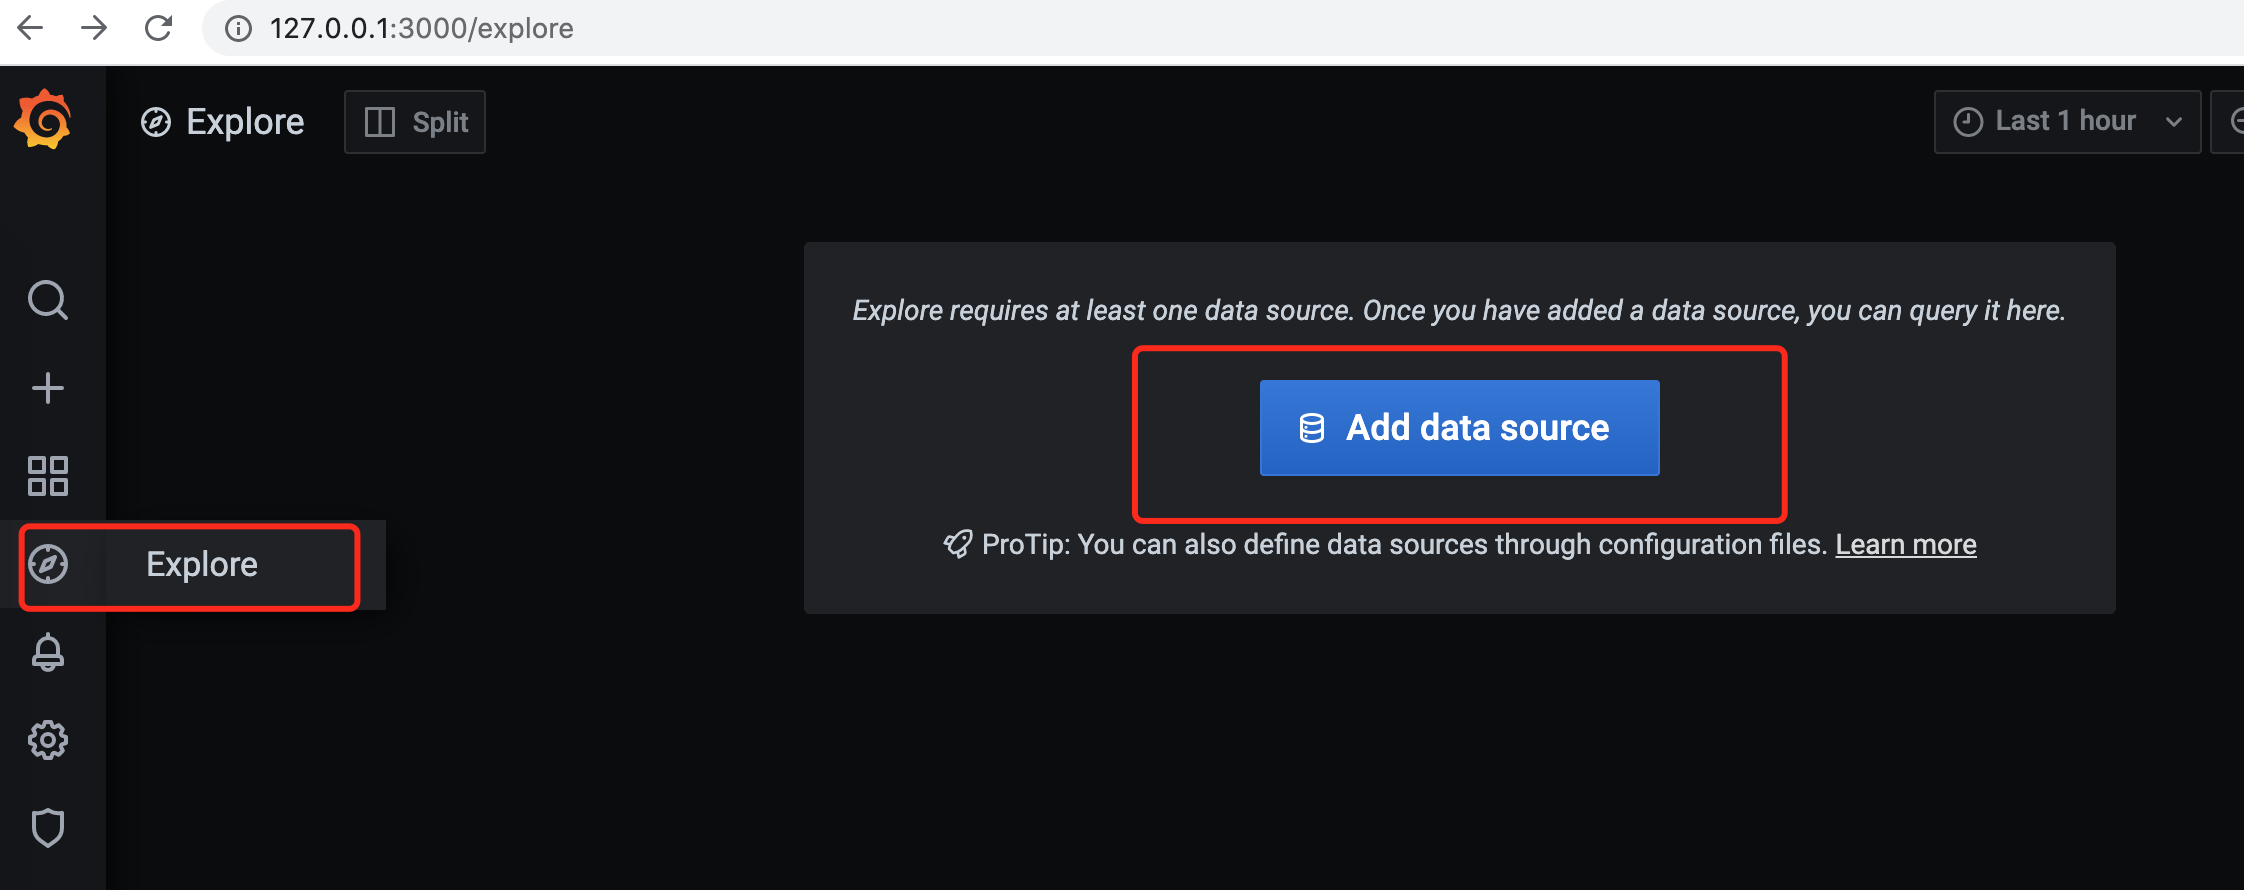 127.0.0.1:3000/explore
Explore
Split
Last 1 hour
Explore requires at least one data source. Once you have added a data source, you can query it here.
Add data source
ProTip: You can also define data sources through configuration files. Learn more
Explore